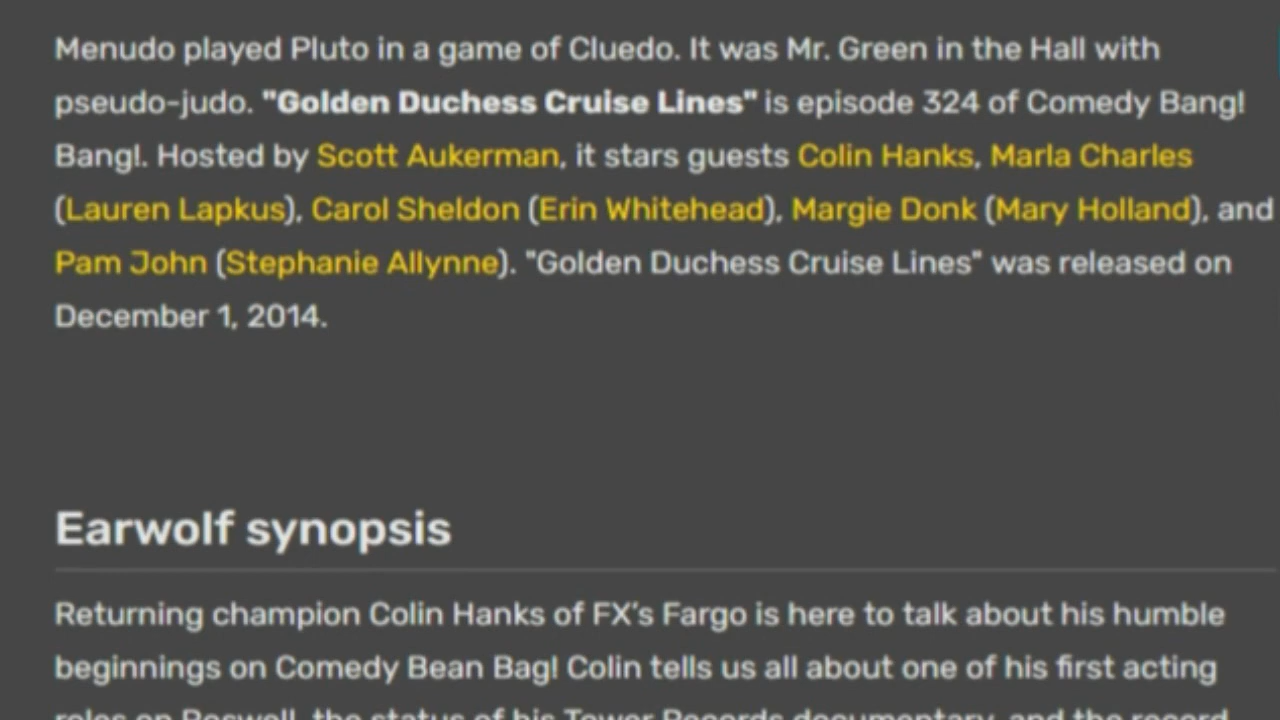 Menudo played Pluto in a game of Cluedo. It was Mr. Green in the Hall with
pseudo-judo. "Golden Duchess Cruise Lines" is episode 324 of Comedy Bang!
Bang!. Hosted by Scott Aukerman, it stars guests Colin Hanks, Marla Charles
(Lauren Lapkus), Carol Sheldon (Erin Whitehead), Margie Donk (Mary Holland), and
Pam John (Stephanie Allynne). "Golden Duchess Cruise Lines" was released on
December 1, 2014.
Earwolf synopsis
Returning champion Colin Hanks of FX's Fargo is here to talk about his humble
beginnings on Comedy Bean Bag! Colin tells us all about one of his first acting
roles on Roswell, the status of his Tower Records documentary, and the record